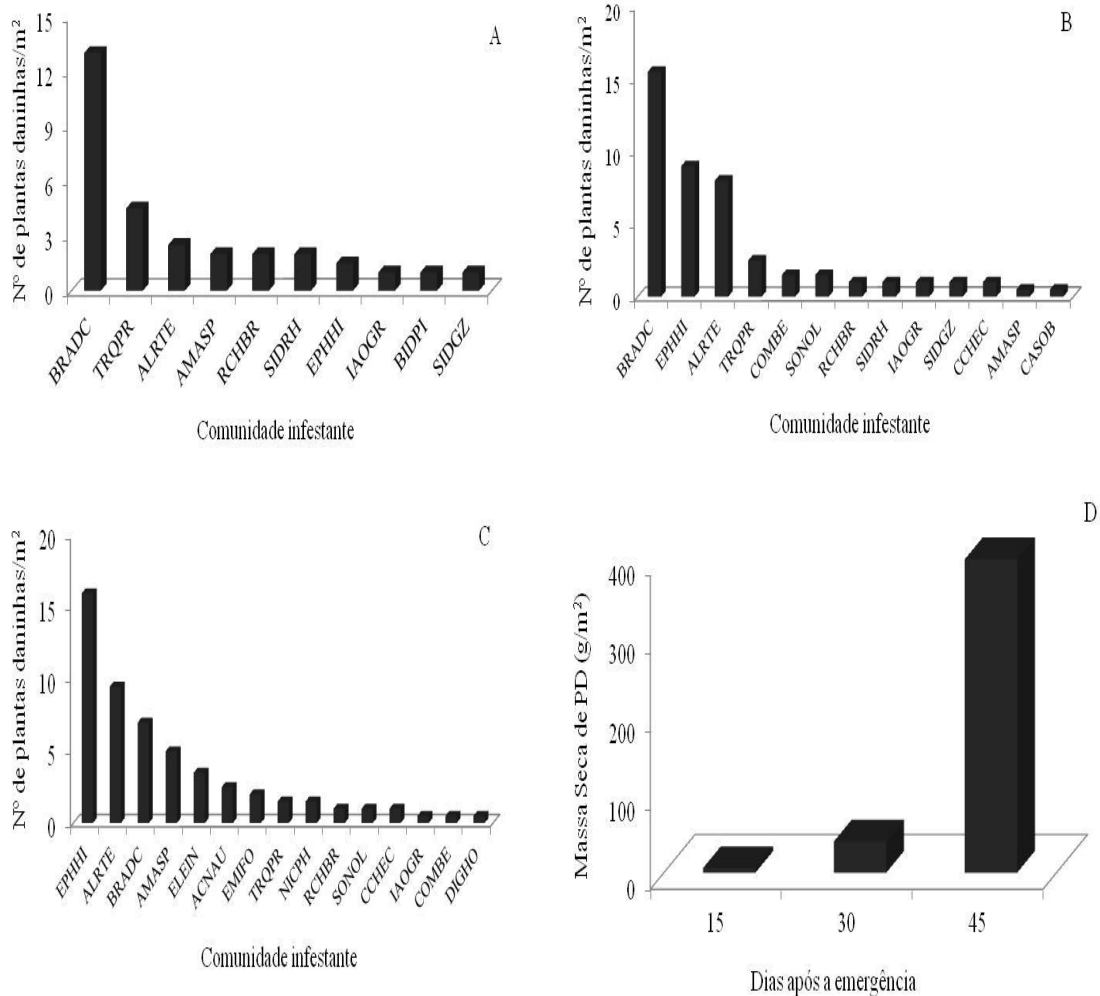 A
Nº de plantas daninhas/m²
15
12
9
6
3
0
BRADC
TRQPR
ALRTE
AMASP
RCHBR
SIDRH
EPHHI
IAOGR
BIDPI
SIDGZ
Comunidade infestante
B
Nº de plantas daninhas/m²
20
15
10
5
0
BRADC
EPHHI
ALRTE
TRQPR
COMBE
SONOL
RCHBR
SIDRH
IAOGR
SIDGZ
CCHEC
AMASP
CASOB
Comunidade infestante
C
Nº de plantas daninhas/m²
20
15
10
5
0
EPHHI
ALRTE
BRADC
AMASP
ELEIN
ACNAU
EMIFO
TRQPR
NICPH
RCHBR
SONOL
CCHEC
IAOGR
COMBE
DIGHO
Comunidade infestante
D
Massa Seca de PD (g/m²)
400
300
200
100
0
15
30
45
Dias após a emergência